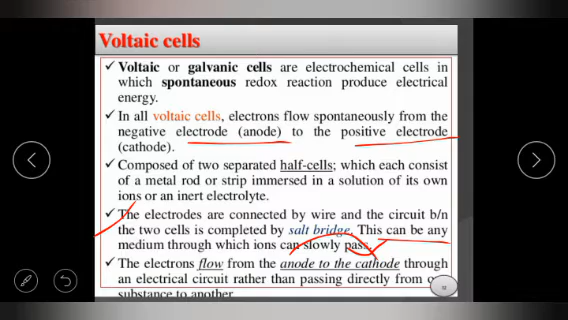 Voltaic cells
✓ Voltaic or galvanic cells are electrochemical cells in
which spontaneous redox reaction produce electrical
energy.
✓ In all voltaic cells, electrons flow spontaneously from the
negative electrode (anode) to the positive electrode
(cathode).
✓ Composed of two separated half-cells; which each consist
of a metal rod or strip immersed in a solution of its own
ions or an inert electrolyte.
✓ The electrodes are connected by wire and the circuit b/n
the two cells is completed by salt bridge. This can be any
medium through which ions can slowly pass.
✓ The electrons flow from the anode to the cathode through
an electrical circuit rather than passing directly from
substance to another.